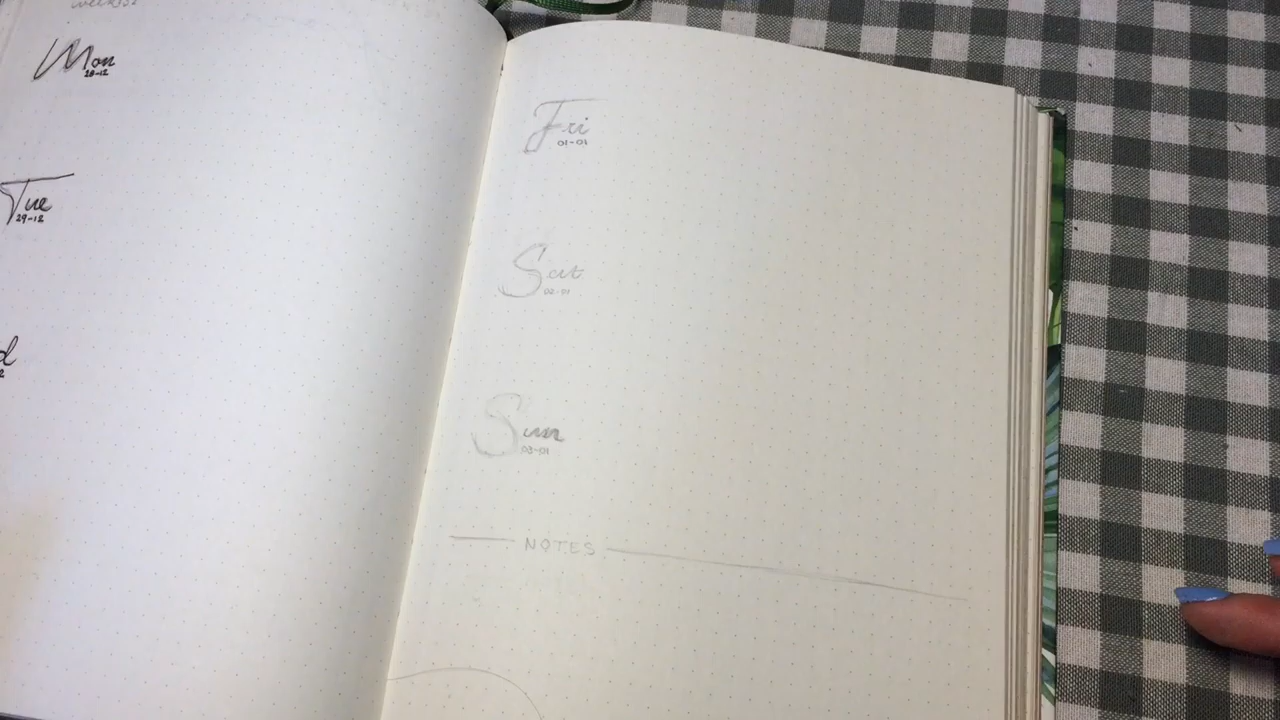 Mon
28-12
Tue
29-12
d
Fri
01-01
Sat
02-01
Sun
03-01
NOTES